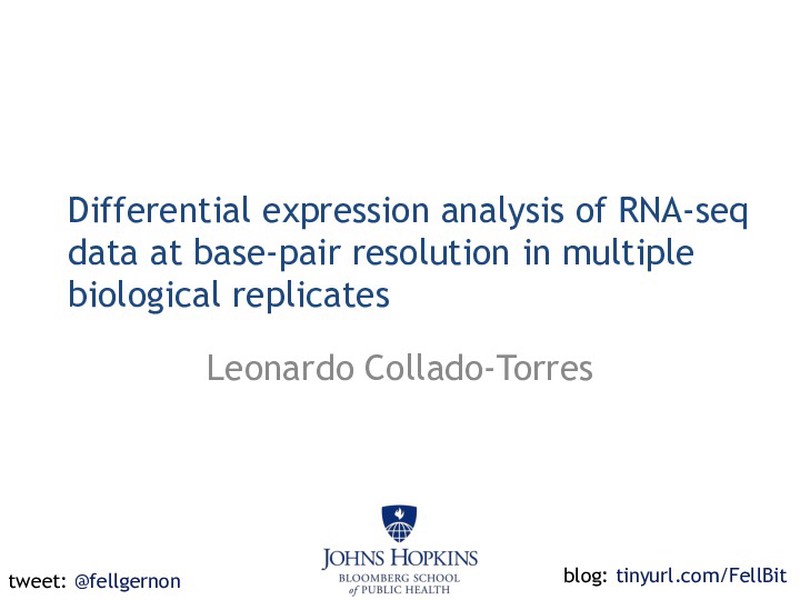 Differential expression analysis of RNA-seq
data at base-pair resolution in multiple
biological replicates
Leonardo Collado-Torres
JOHNS HOPKINS
BLOOMBERG SCHOOL
of PUBLIC HEALTH
tweet: @fellgernon
blog: tinyurl.com/FellBit